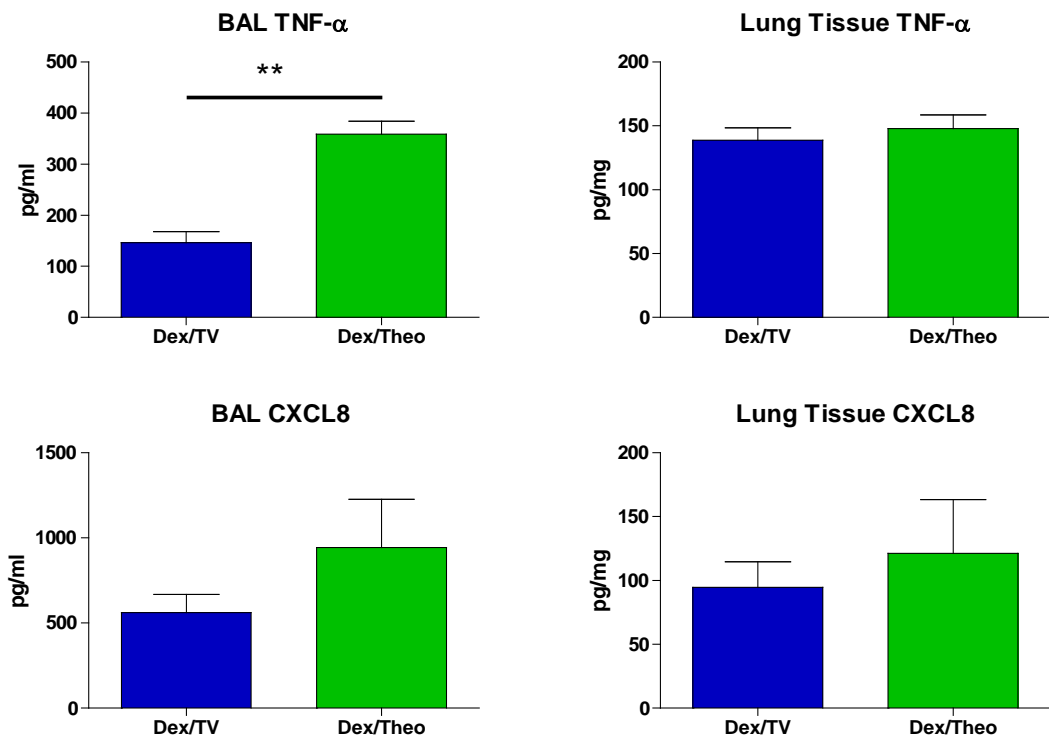 BAL TNF-α
500
400
300
200
100
0
pg/ml
**
Dex/TV
Dex/Theo
Lung Tissue TNF-α
200
150
100
50
0
pg/mg
Dex/TV
Dex/Theo
BAL CXCL8
1500
1000
500
0
pg/ml
Dex/TV
Dex/Theo
Lung Tissue CXCL8
200
150
100
50
0
pg/mg
Dex/TV
Dex/Theo